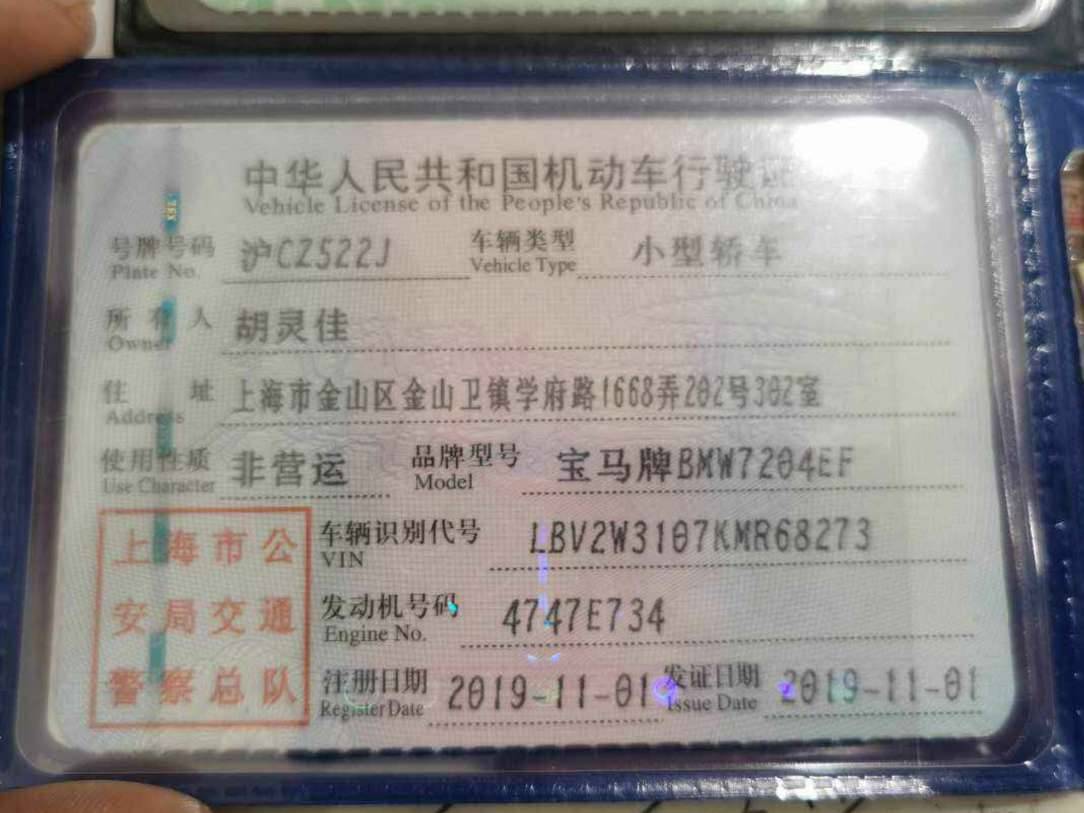 中华人民共和国机动车行驶证
Vehicle License of the People's Republic of China
号牌号码 沪CZ522J 车辆类型 小型轿车
Plate No. Vehicle Type
所有人 胡灵佳
Owner
住址 上海市金山区金山卫镇学府路1668弄202号302室
Address
使用性质 非营运 品牌型号 宝马牌BMW7204EF
Use Character Model
上海市公 车辆识别代号 LBV2W3107KMR68273
VIN
安局交通 发动机号码 4747E734
Engine No.
警察总队 注册日期 2019-11-01 发证日期 2019-11-01
Register Date Issue Date